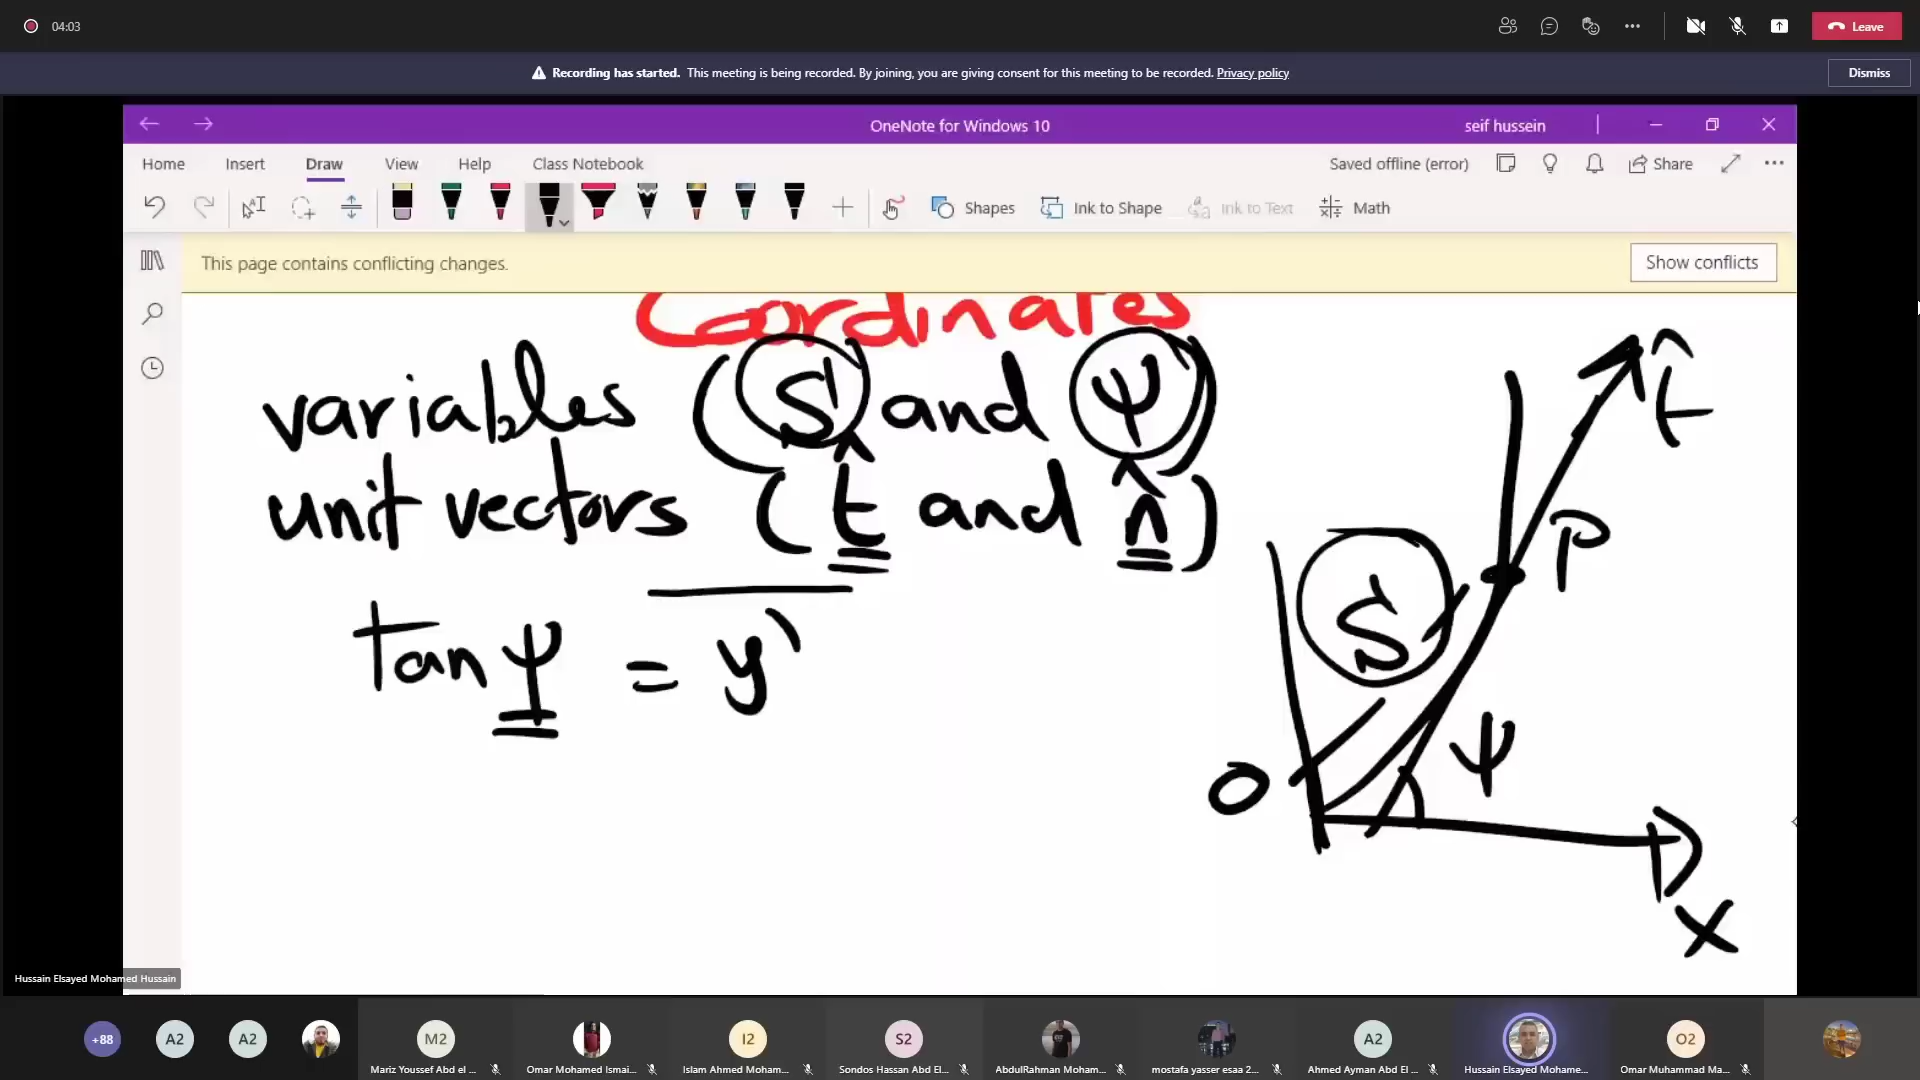 04:03
Leave
Recording has started. This meeting is being recorded. By joining, you are giving consent for this meeting to be recorded. Privacy policy
Dismiss
OneNote for Windows 10
seif hussein
Home Insert Draw View Help Class Notebook
Saved offline (error)
Share
Shapes
Ink to Shape
Ink to Text
Math
This page contains conflicting changes.
Show conflicts
Coordinates
variables (S and Ψ)
unit vectors (t̂ and n̂)
tan Ψ = y'
t̂
P
S
Ψ
O
X
Hussain Elsayed Mohamed Hussain
+88
A2
A2
M2
I2
S2
A2
O2
Mariz Youssef Abd el ...
Omar Mohamed Ismai...
Islam Ahmed Moham...
Sondos Hassan Abd El...
AbdulRahman Moham...
mostafa yasser esaa 2...
Ahmed Ayman Abd El ...
Hussain Elsayed Mohame...
Omar Muhammad Ma...